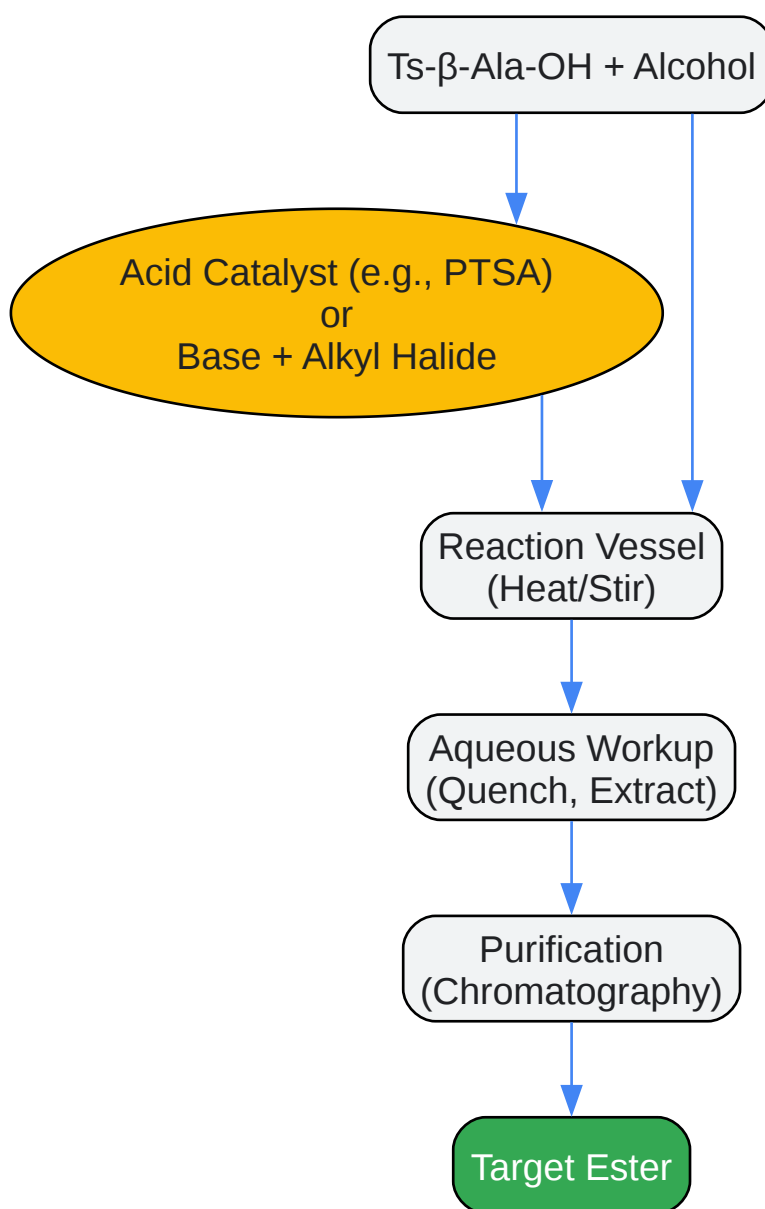 Ts-β-Ala-OH + Alcohol
Acid Catalyst (e.g., PTSA)
or
Base + Alkyl Halide
Reaction Vessel
(Heat/Stir)
Aqueous Workup
(Quench, Extract)
Purification
(Chromatography)
Target Ester